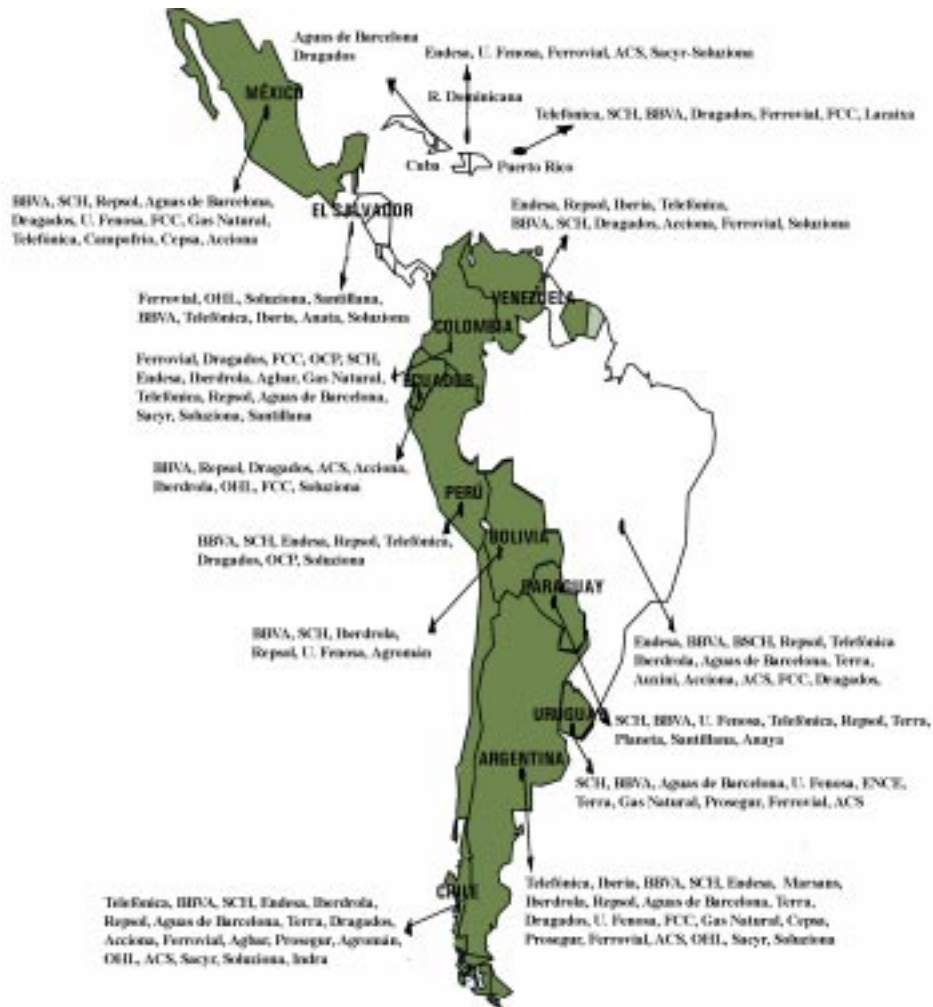 Aguas de Barcelona
Dragados
Endesa, U. Fenosa, Ferrovial, ACS, Sacyr-Soluziona
MÉXICO
R. Dominicana
Telefónica, SCH, BBVA, Dragados, Ferrovial, FCC, Laraixa
Cuba
Puerto Rico
BBVA, SCH, Repsol, Aguas de Barcelona,
Dragados, U. Fenosa, FCC, Gas Natural,
Telefónica, Campofrío, Cepsa, Acciona
EL SALVADOR
Endesa, Repsol, Iberia, Telefónica,
BBVA, SCH, Dragados, Acciona, Ferrovial, Soluziona
VENEZUELA
Ferrovial, OHL, Soluziona, Santillana,
BBVA, Telefónica, Iberia, Anata, Soluziona
COLOMBIA
Ferrovial, Dragados, FCC, OCP, SCH,
Endesa, Iberdrola, Agbar, Gas Natural,
Telefónica, Repsol, Aguas de Barcelona,
Sacyr, Soluziona, Santillana
ECUADOR
BBVA, Repsol, Dragados, ACS, Acciona,
Iberdrola, OHL, FCC, Soluziona
PERÚ
BBVA, SCH, Endesa, Repsol, Telefónica,
Dragados, OCP, Soluziona
BOLIVIA
PARAGUAY
BBVA, SCH, Iberdrola,
Repsol, U. Fenosa, Agromán
Endesa, BBVA, BSCH, Repsol, Telefónica
Iberdrola, Aguas de Barcelona, Terra,
Auxini, Acciona, ACS, FCC, Dragados,
URUGUAY
SCH, BBVA, U. Fenosa, Telefónica, Repsol, Terra,
Planeta, Santillana, Anaya
ARGENTINA
SCH, BBVA, Aguas de Barcelona, U. Fenosa, ENCE,
Terra, Gas Natural, Prosegur, Ferrovial, ACS
CHILE
Telefónica, BBVA, SCH, Endesa, Iberdrola,
Repsol, Aguas de Barcelona, Terra, Dragados,
Acciona, Ferrovial, Agbar, Prosegur, Agromán,
OHL, ACS, Sacyr, Soluziona, Indra
Telefónica, Iberia, BBVA, SCH, Endesa, Marsans,
Iberdrola, Repsol, Aguas de Barcelona, Terra,
Dragados, U. Fenosa, FCC, Gas Natural, Cepsa,
Prosegur, Ferrovial, ACS, OHL, Sacyr, Soluziona